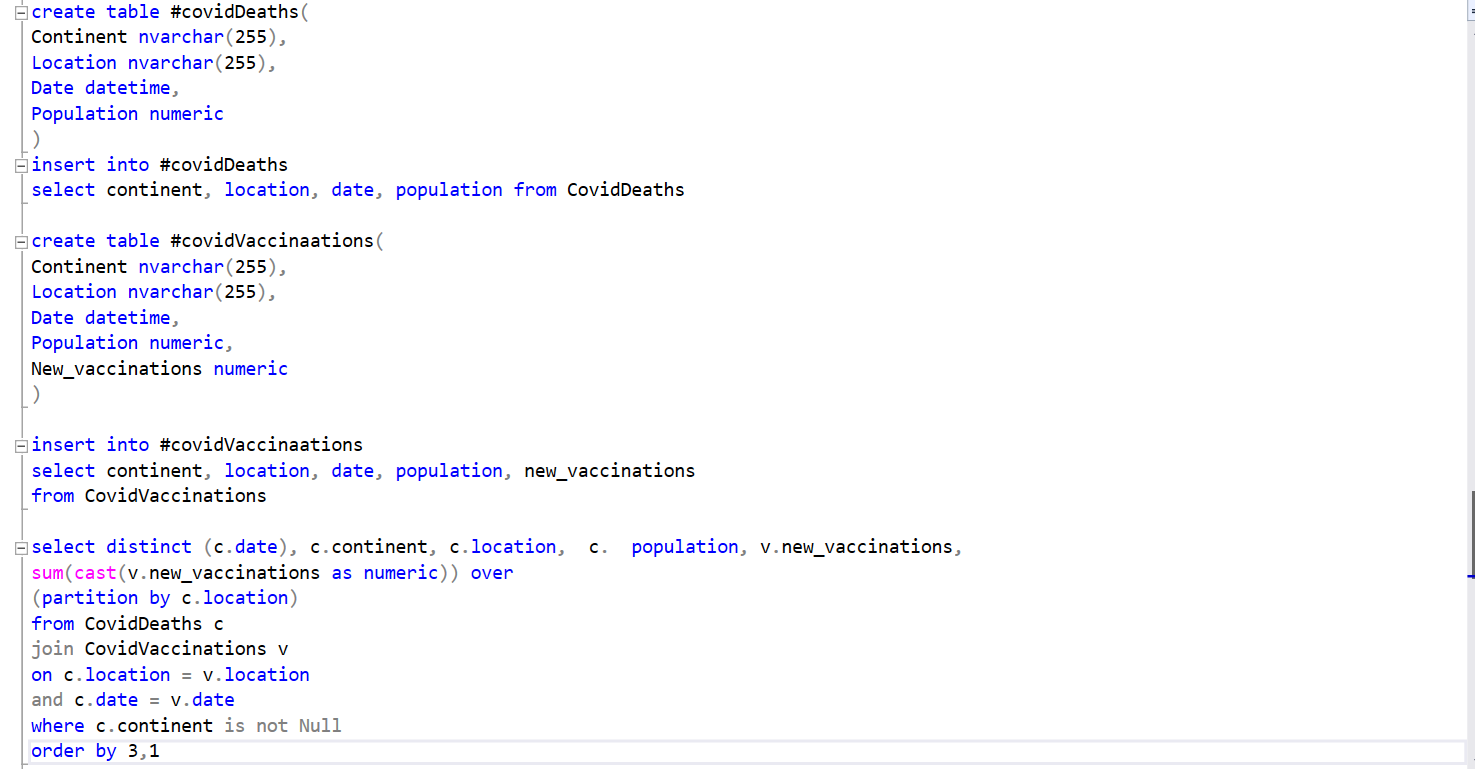 create table #covidDeaths(
Continent nvarchar(255),
Location nvarchar(255),
Date datetime,
Population numeric
)
insert into #covidDeaths
select continent, location, date, population from CovidDeaths
create table #covidVaccinaations(
Continent nvarchar(255),
Location nvarchar(255),
Date datetime,
Population numeric,
New_vaccinations numeric
)
insert into #covidVaccinaations
select continent, location, date, population, new_vaccinations
from CovidVaccinations
select distinct (c.date), c.continent, c.location,  c.  population, v.new_vaccinations,
sum(cast(v.new_vaccinations as numeric)) over
(partition by c.location)
from CovidDeaths c
join CovidVaccinations v
on c.location = v.location
and c.date = v.date
where c.continent is not Null
order by 3,1